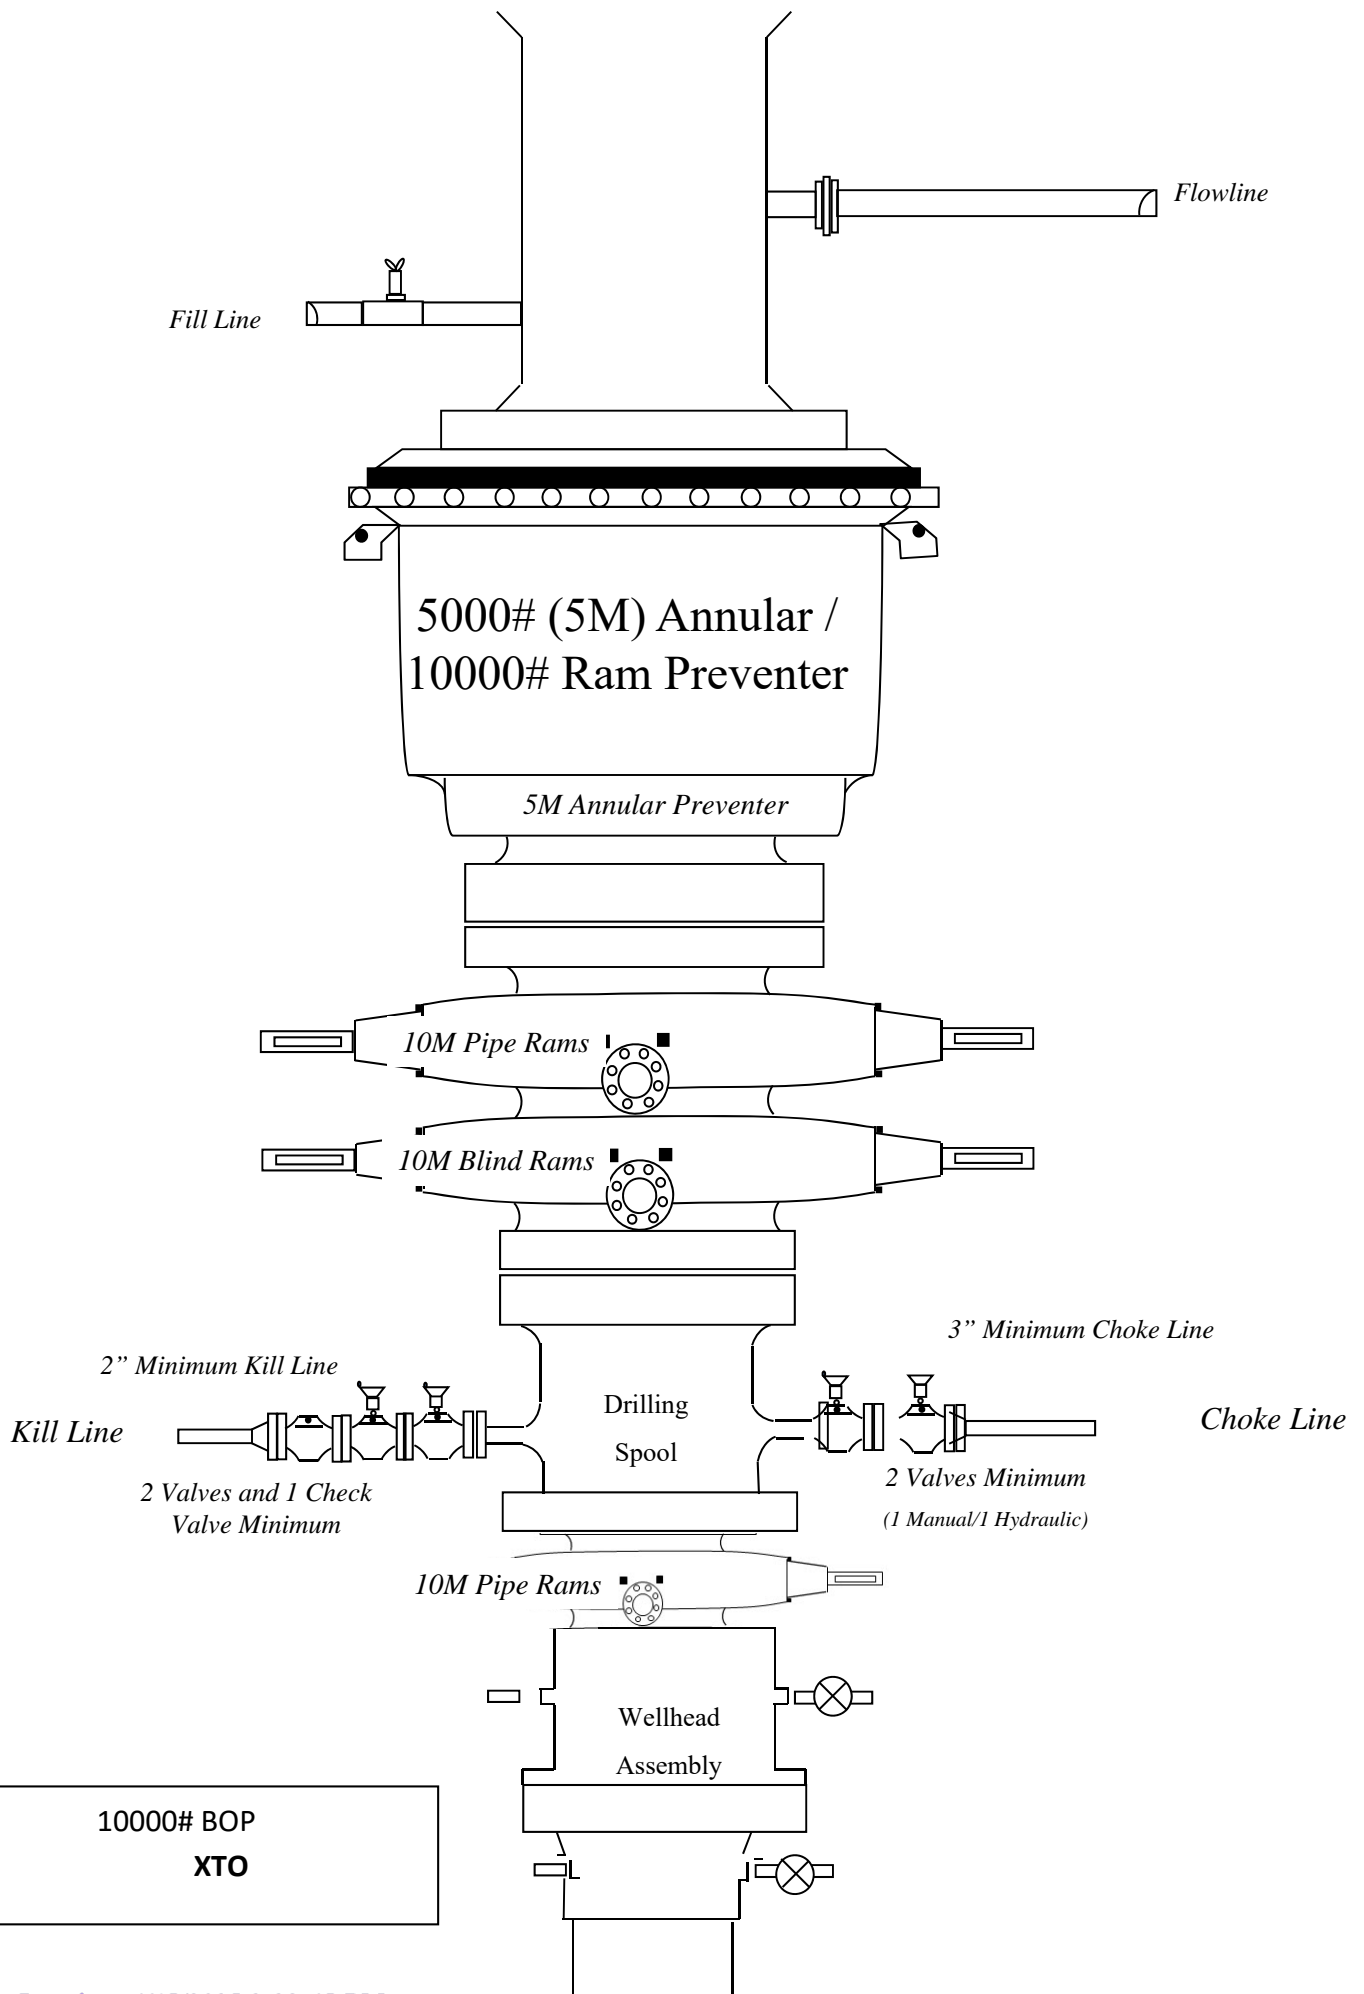 Flowline
Fill Line
5000# (5M) Annular /
10000# Ram Preventer
5M Annular Preventer
10M Pipe Rams
10M Blind Rams
3” Minimum Choke Line
2” Minimum Kill Line
Drilling
Spool
Kill Line
Choke Line
2 Valves and 1 Check
Valve Minimum
2 Valves Minimum
(1 Manual/1 Hydraulic)
10M Pipe Rams
Wellhead
Assembly
10000# BOP
XTO